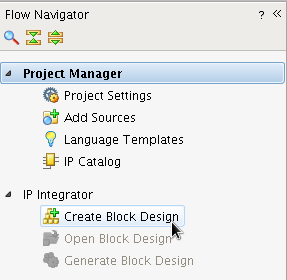 Flow Navigator ? «
Project Manager
Project Settings
Add Sources
Language Templates
IP Catalog
IP Integrator
Create Block Design
Open Block Design
Generate Block Design